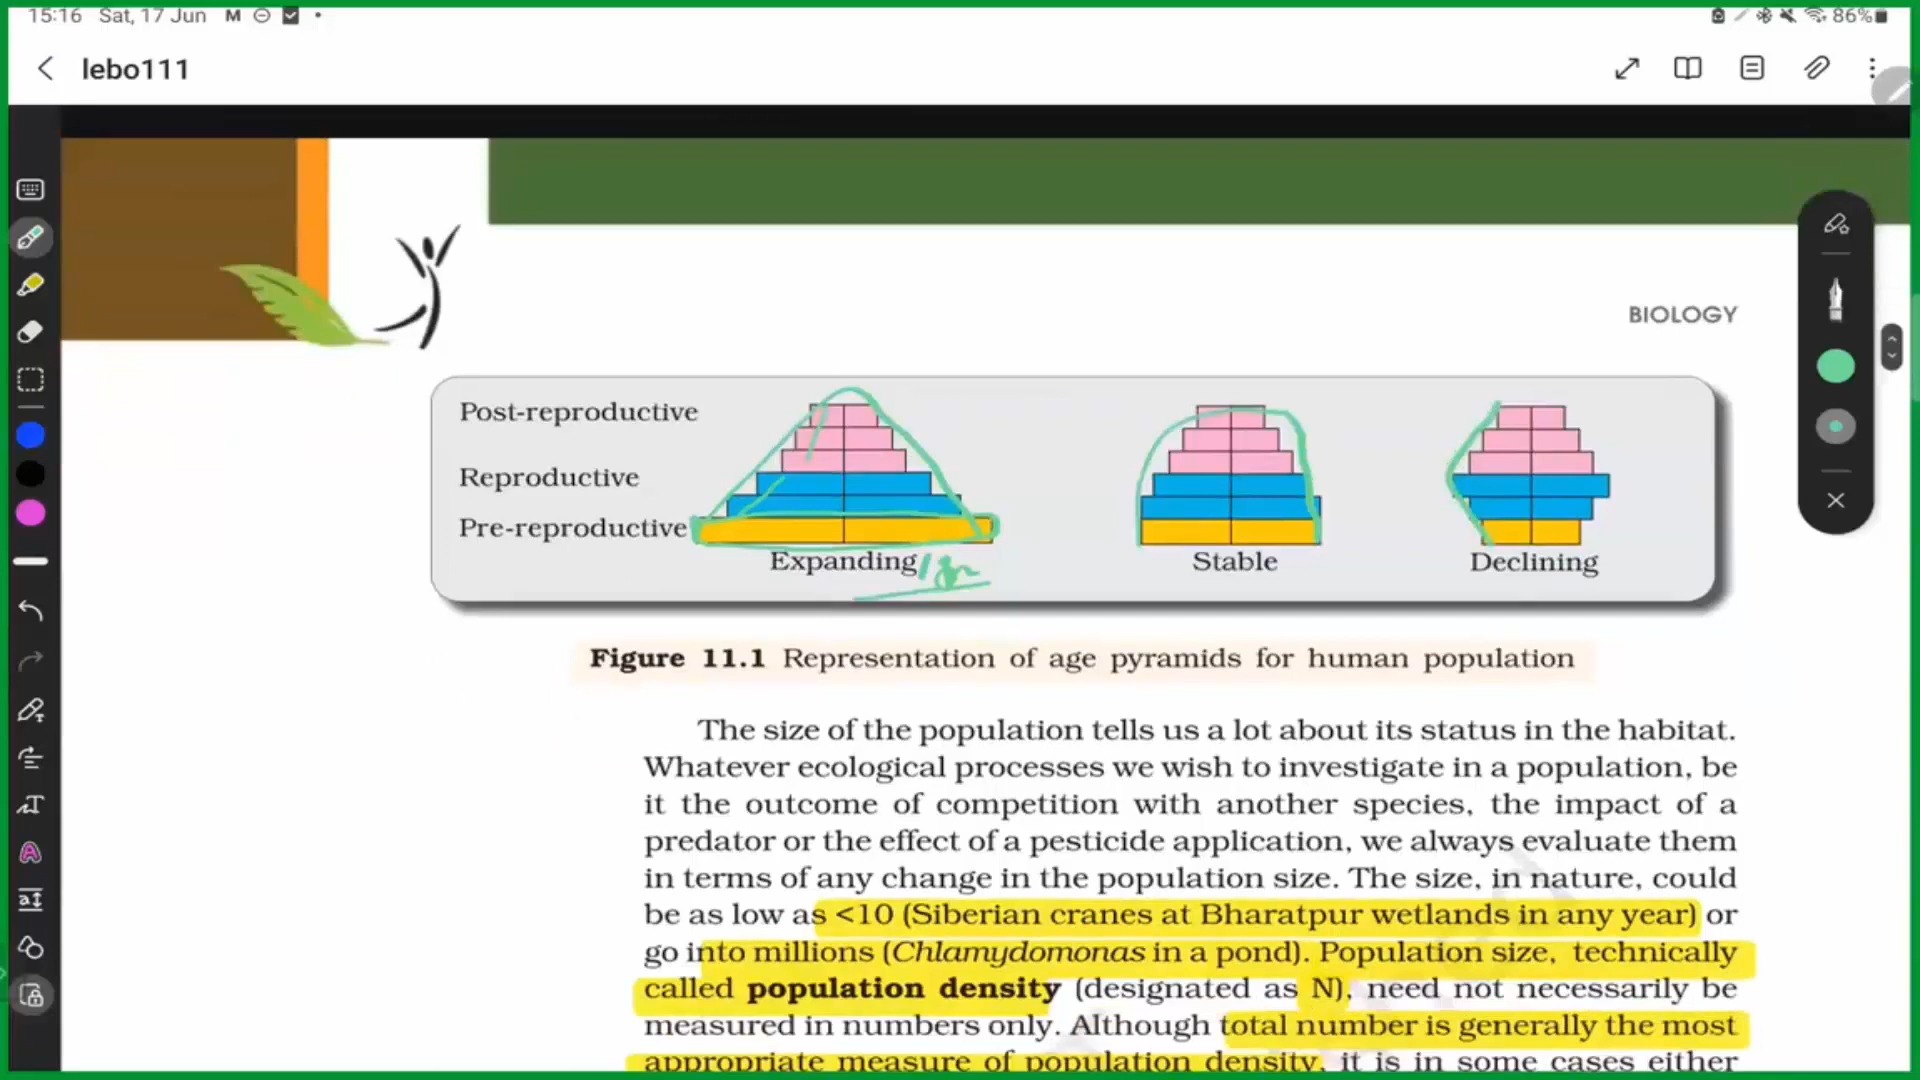 15:16 Sat, 17 Jun M
86%
lebo111
BIOLOGY
Post-reproductive
Reproductive
Pre-reproductive
Expanding
Stable
Declining
Figure 11.1 Representation of age pyramids for human population
The size of the population tells us a lot about its status in the habitat.
Whatever ecological processes we wish to investigate in a population, be
it the outcome of competition with another species, the impact of a
predator or the effect of a pesticide application, we always evaluate them
in terms of any change in the population size. The size, in nature, could
be as low as <10 (Siberian cranes at Bharatpur wetlands in any year) or
go into millions (Chlamydomonas in a pond). Population size, technically
called population density (designated as N), need not necessarily be
measured in numbers only. Although total number is generally the most
appropriate measure of population density, it is in some cases either